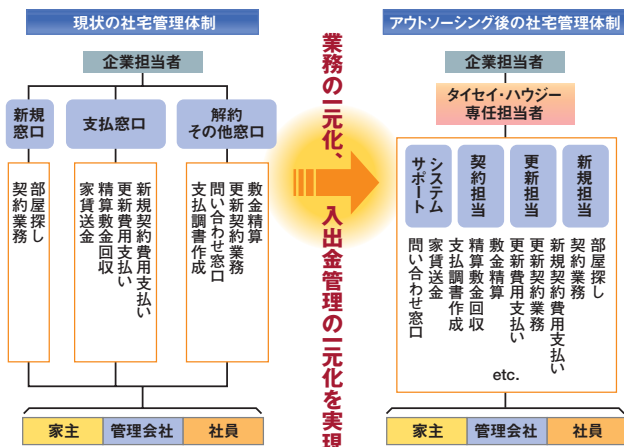 現状の社宅管理体制
企業担当者
新規
窓口
支払窓口
解約
その他窓口
部屋探し
契約業務
新規契約費用支払い
更新費用支払い
精算敷金回収
家賃送金
敷金精算
更新契約業務
問い合わせ窓口
支払調書作成
家主
管理会社
社員
業務の一元化、入出金管理の一元化を実現
アウトソーシング後の社宅管理体制
企業担当者
タイセイ・ハウジー
専任担当者
新規担当
更新担当
契約担当
システム
サポート
部屋探し
契約業務
新規契約費用支払い
更新契約業務
更新費用支払い
敷金精算
精算敷金回収
支払調書作成
家賃送金
問い合わせ窓口
etc.
家主
管理会社
社員